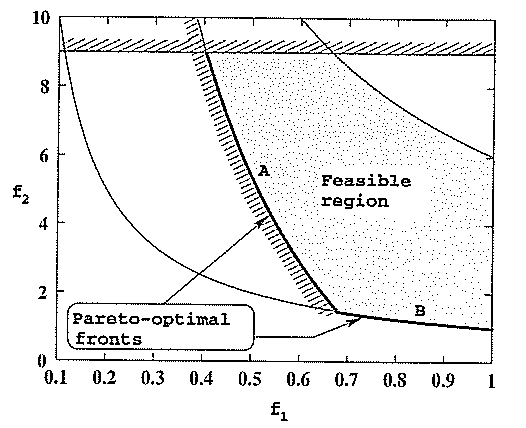 10
8
6
4
2
0
f2
A
Feasible
region
B
Pareto-optimal
fronts
0.1 0.2 0.3 0.4 0.5 0.6 0.7 0.8 0.9 1
f1